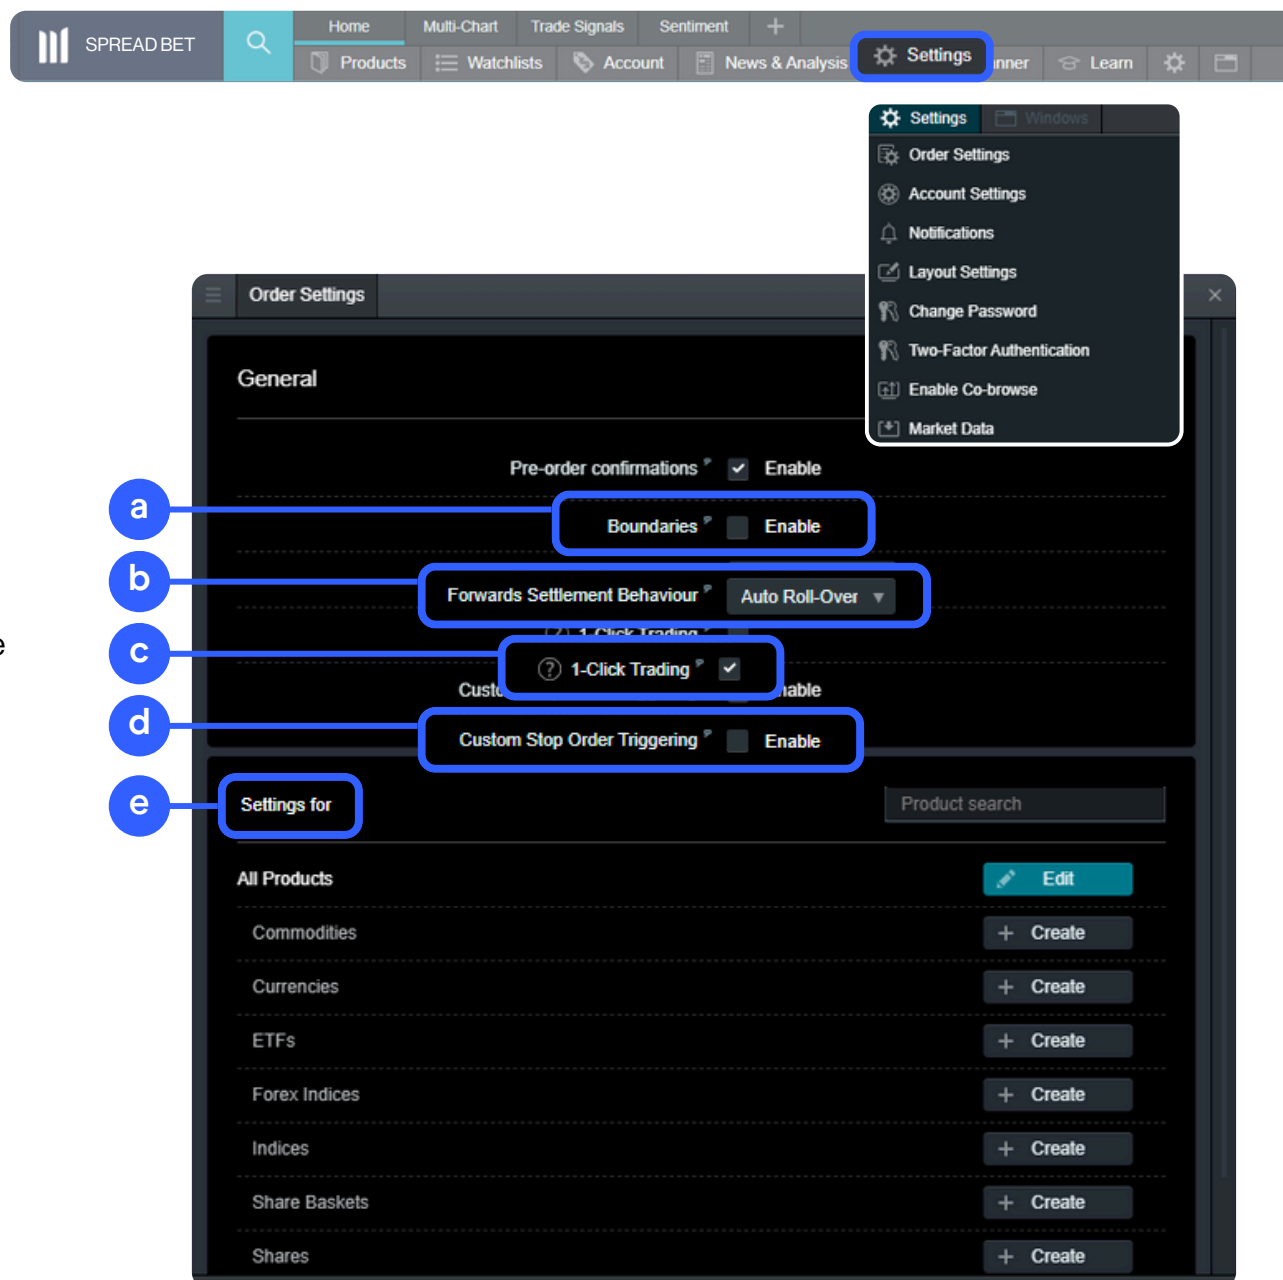 SPREAD BET
Home Multi-Chart Trade Signals Sentiment
Products Watchlists Account News & Analysis Settings Learn
Settings Windows
Order Settings
Account Settings
Notifications
Layout Settings
Change Password
Two-Factor Authentication
Enable Co-browse
Market Data
Order Settings
General
Pre-order confirmations Enable
a Boundaries Enable
b Forwards Settlement Behaviour Auto Roll-Over
1-Click Trading
e
c 1-Click Trading
d Custom Stop Order Triggering Enable
e Settings for Product search
All Products Edit
Commodities + Create
Currencies + Create
ETFs + Create
Forex Indices + Create
Indices + Create
Share Baskets + Create
Shares + Create